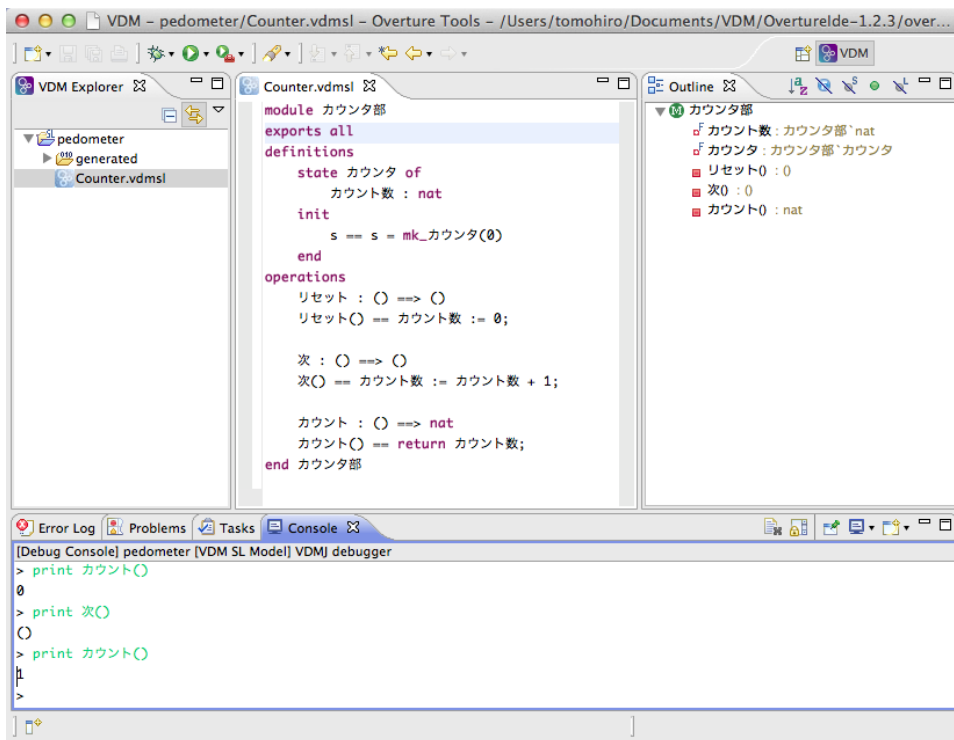 VDM – pedometer/Counter.vdmsl – Overture Tools – /Users/tomohiro/Documents/VDM/OvertureIde-1.2.3/over...
VDM
VDM Explorer
pedometer
generated
Counter.vdmsl
Counter.vdmsl
module カウンタ部
exports all
definitions
state カウンタ of
カウント数 : nat
init
s == s = mk_カウンタ(0)
end
operations
リセット : () ==> ()
リセット() == カウント数 := 0;
次 : () ==> ()
次() == カウント数 := カウント数 + 1;
カウント : () ==> nat
カウント() == return カウント数;
end カウンタ部
Outline
カウンタ部
カウント数 : カウンタ部`nat
カウンタ : カウンタ部`カウンタ
リセット() : ()
次() : ()
カウント() : nat
Error Log Problems Tasks Console
[Debug Console] pedometer [VDM SL Model] VDMJ debugger
> print カウント()
0
> print 次()
()
> print カウント()
1
>